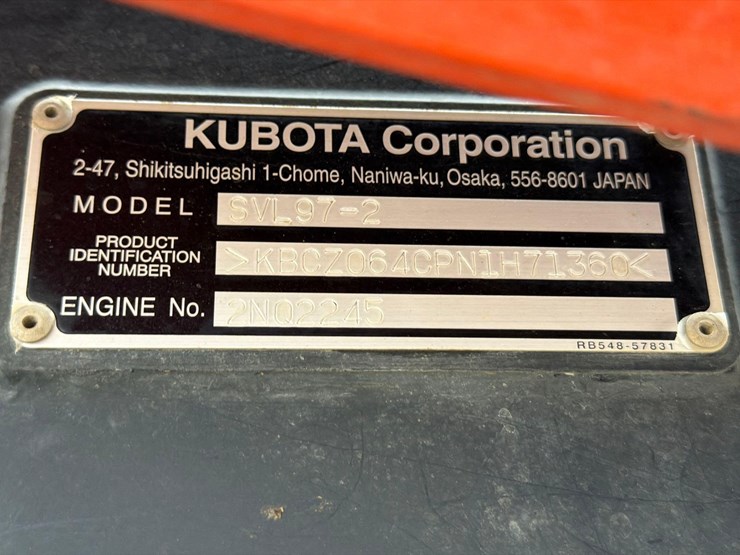 KUBOTA Corporation
2-47, Shikitsuhigashi 1-Chome, Naniwa-ku, Osaka, 556-8601 JAPAN
MODEL SVL97-2
PRODUCT
IDENTIFICATION
NUMBER >KBCZ064CPN1H71360<
ENGINE No. 2NQ2245
RB548-57831